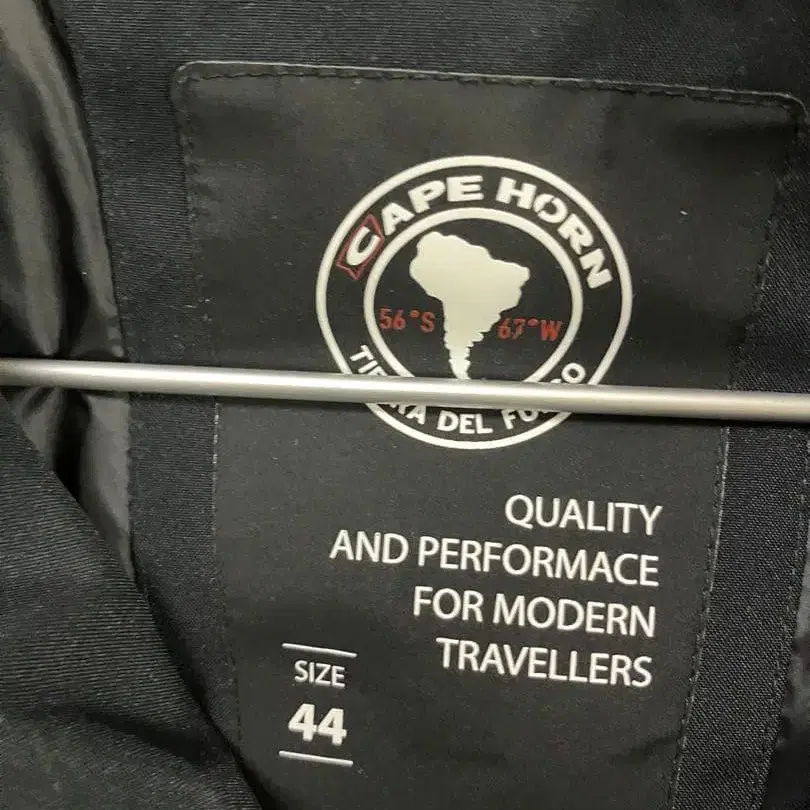 CAPE HORN
56°S 67°W
DEL
QUALITY
AND PERFORMACE
FOR MODERN
TRAVELLERS
SIZE
44